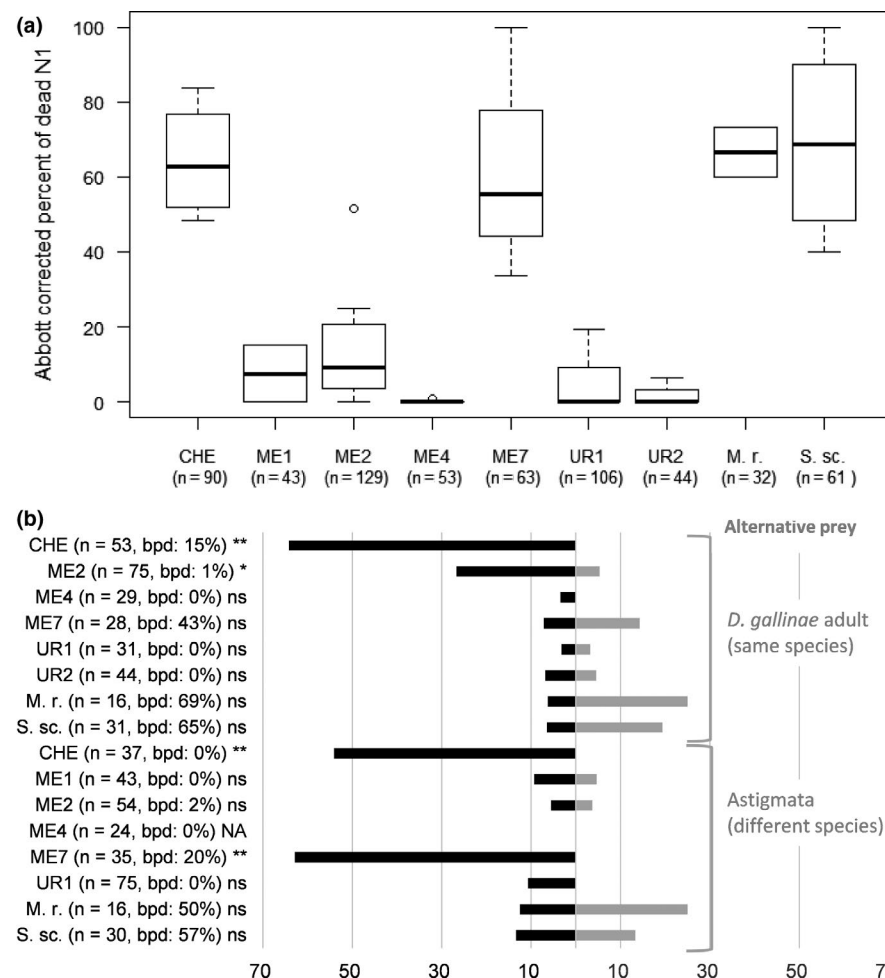 (a)
Abbott corrected percent of dead N1
100
80
60
40
20
0
CHE ME1 ME2 ME4 ME7 UR1 UR2 M. r. S. sc.
(n = 90) (n = 43) (n = 129) (n = 53) (n = 63) (n = 106) (n = 44) (n = 32) (n = 61 )
(b)
Alternative prey
CHE (n = 53, bpd: 15%) **
ME2 (n = 75, bpd: 1%) *
ME4 (n = 29, bpd: 0%) ns
ME7 (n = 28, bpd: 43%) ns
UR1 (n = 31, bpd: 0%) ns
UR2 (n = 44, bpd: 0%) ns
M. r. (n = 16, bpd: 69%) ns
S. sc. (n = 31, bpd: 65%) ns
D. gallinae adult
(same species)
CHE (n = 37, bpd: 0%) **
ME1 (n = 43, bpd: 0%) ns
ME2 (n = 54, bpd: 2%) ns
ME4 (n = 24, bpd: 0%) NA
ME7 (n = 35, bpd: 20%) **
UR1 (n = 75, bpd: 0%) ns
M. r. (n = 16, bpd: 50%) ns
S. sc. (n = 30, bpd: 57%) ns
Astigmata
(different species)
70 50 30 10 10 30 50 7